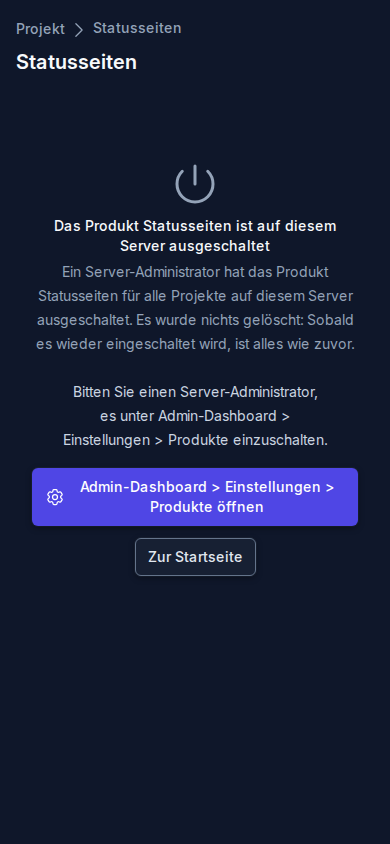 Projekt
Statusseiten
Statusseiten
Das Produkt Statusseiten ist auf diesem
Server ausgeschaltet
Ein Server-Administrator hat das Produkt
Statusseiten für alle Projekte auf diesem Server
ausgeschaltet. Es wurde nichts gelöscht: Sobald
es wieder eingeschaltet wird, ist alles wie zuvor.
Bitten Sie einen Server-Administrator,
es unter Admin-Dashboard >
Einstellungen > Produkte einzuschalten.
Admin-Dashboard > Einstellungen >
Produkte öffnen
Zur Startseite